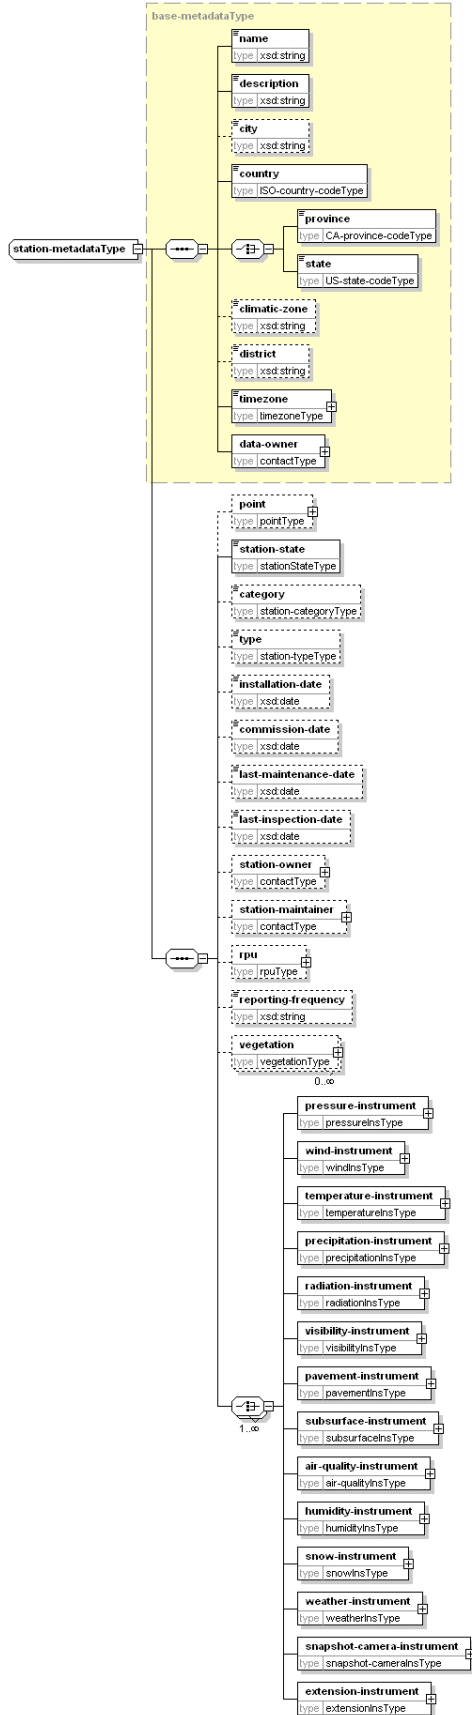 base-metadataType
name
type xsd:string
description
type xsd:string
city
type xsd:string
country
type ISO-country-codeType
province
type CA-province-codeType
station-metadataType
state
type US-state-codeType
climatic-zone
type xsd:string
district
type xsd:string
timezone
type timezoneType
data-owner
type contactType
point
type pointType
station-state
type stationStateType
category
type station-categoryType
type
type station-typeType
installation-date
type xsd:date
commission-date
type xsd:date
last-maintenance-date
type xsd:date
last-inspection-date
type xsd:date
station-owner
type contactType
station-maintainer
type contactType
rpu
type rpuType
reporting-frequency
type xsd:string
vegetation
type vegetationType
0..∞
pressure-instrument
type pressureInsType
wind-instrument
type windInsType
temperature-instrument
type temperatureInsType
precipitation-instrument
type precipitationInsType
radiation-instrument
type radiationInsType
visibility-instrument
type visibilityInsType
pavement-instrument
type pavementInsType
1..∞
subsurface-instrument
type subsurfaceInsType
air-quality-instrument
type air-qualityInsType
humidity-instrument
type humidityInsType
snow-instrument
type snowInsType
weather-instrument
type weatherInsType
snapshot-camera-instrument
type snapshot-cameraInsType
extension-instrument
type extensionInsType